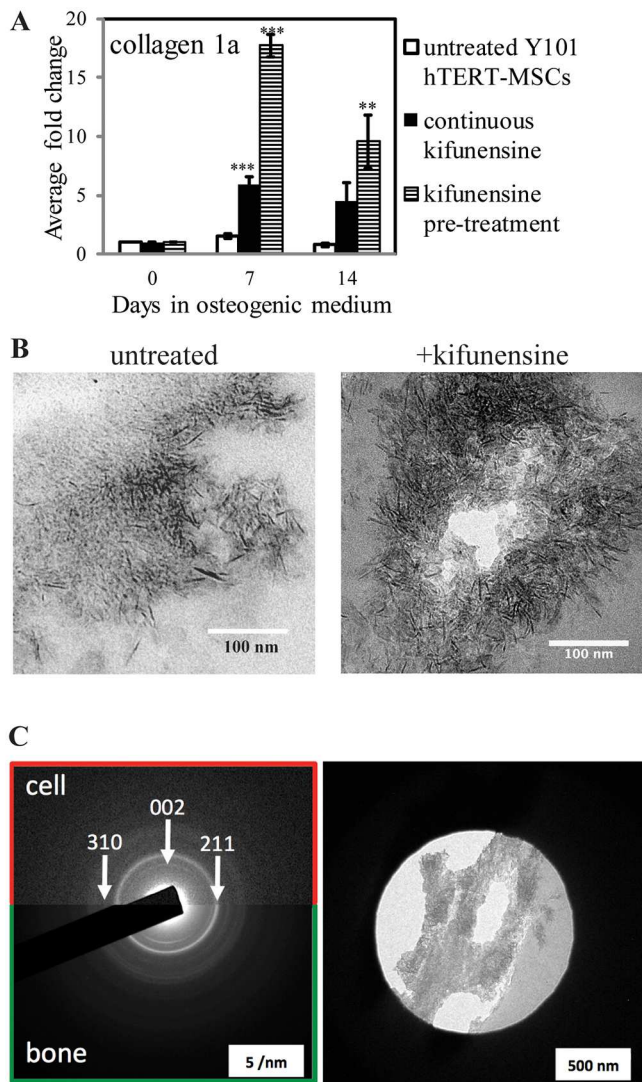 A
20
15
10
5
0
Average fold change
collagen 1a
***
***
**
0 7 14
Days in osteogenic medium
untreated Y101
hTERT-MSCs
continuous
kifunensine
kifunensine
pre-treatment
B
untreated
+kifunensine
100 nm
100 nm
C
cell
002
310
211
bone
5 /nm
500 nm